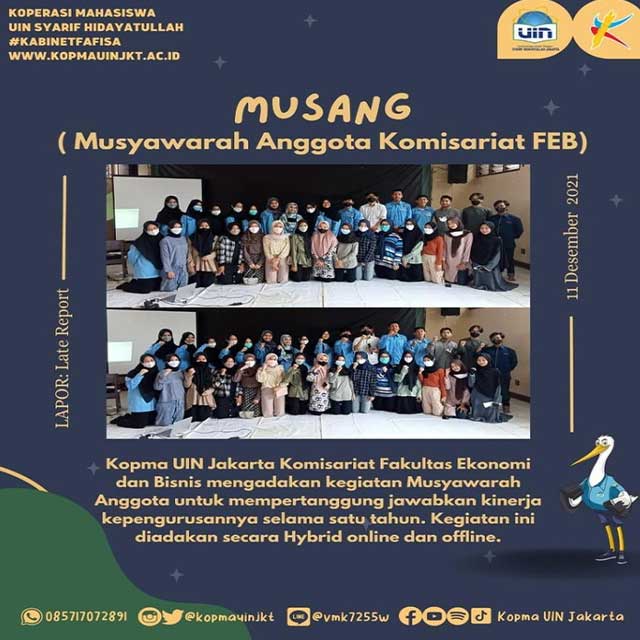 KOPERASI MAHASISWA
UIN SYARIF HIDAYATULLAH
#KABINETFAFISA
WWW.KOPMAUINJKT.AC.ID
UIN
MUSANG
( Musyawarah Anggota Komisariat FEB)
LAPOR: Late Report
11 Desember 2021
Kopma UIN Jakarta Komisariat Fakultas Ekonomi
dan Bisnis mengadakan kegiatan Musyawarah
Anggota untuk mempertanggung jawabkan kinerja
kepengurusannya selama satu tahun. Kegiatan ini
diadakan secara Hybrid online dan offline.
085717072891 @kopmauinjkt LINE @vmk7255w Kopma UIN Jakarta